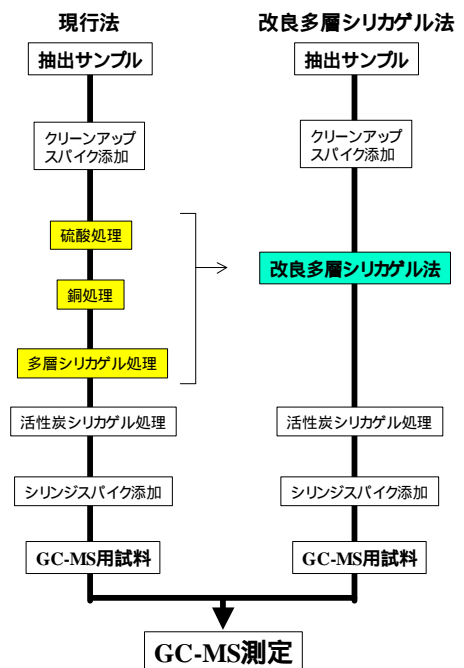 現行法
抽出サンプル
クリーンアップ
スパイク添加
硫酸処理
銅処理
多層シリカゲル処理
活性炭シリカゲル処理
シリンジスパイク添加
GC-MS用試料
改良多層シリカゲル法
抽出サンプル
クリーンアップ
スパイク添加
改良多層シリカゲル法
活性炭シリカゲル処理
シリンジスパイク添加
GC-MS用試料
GC-MS測定